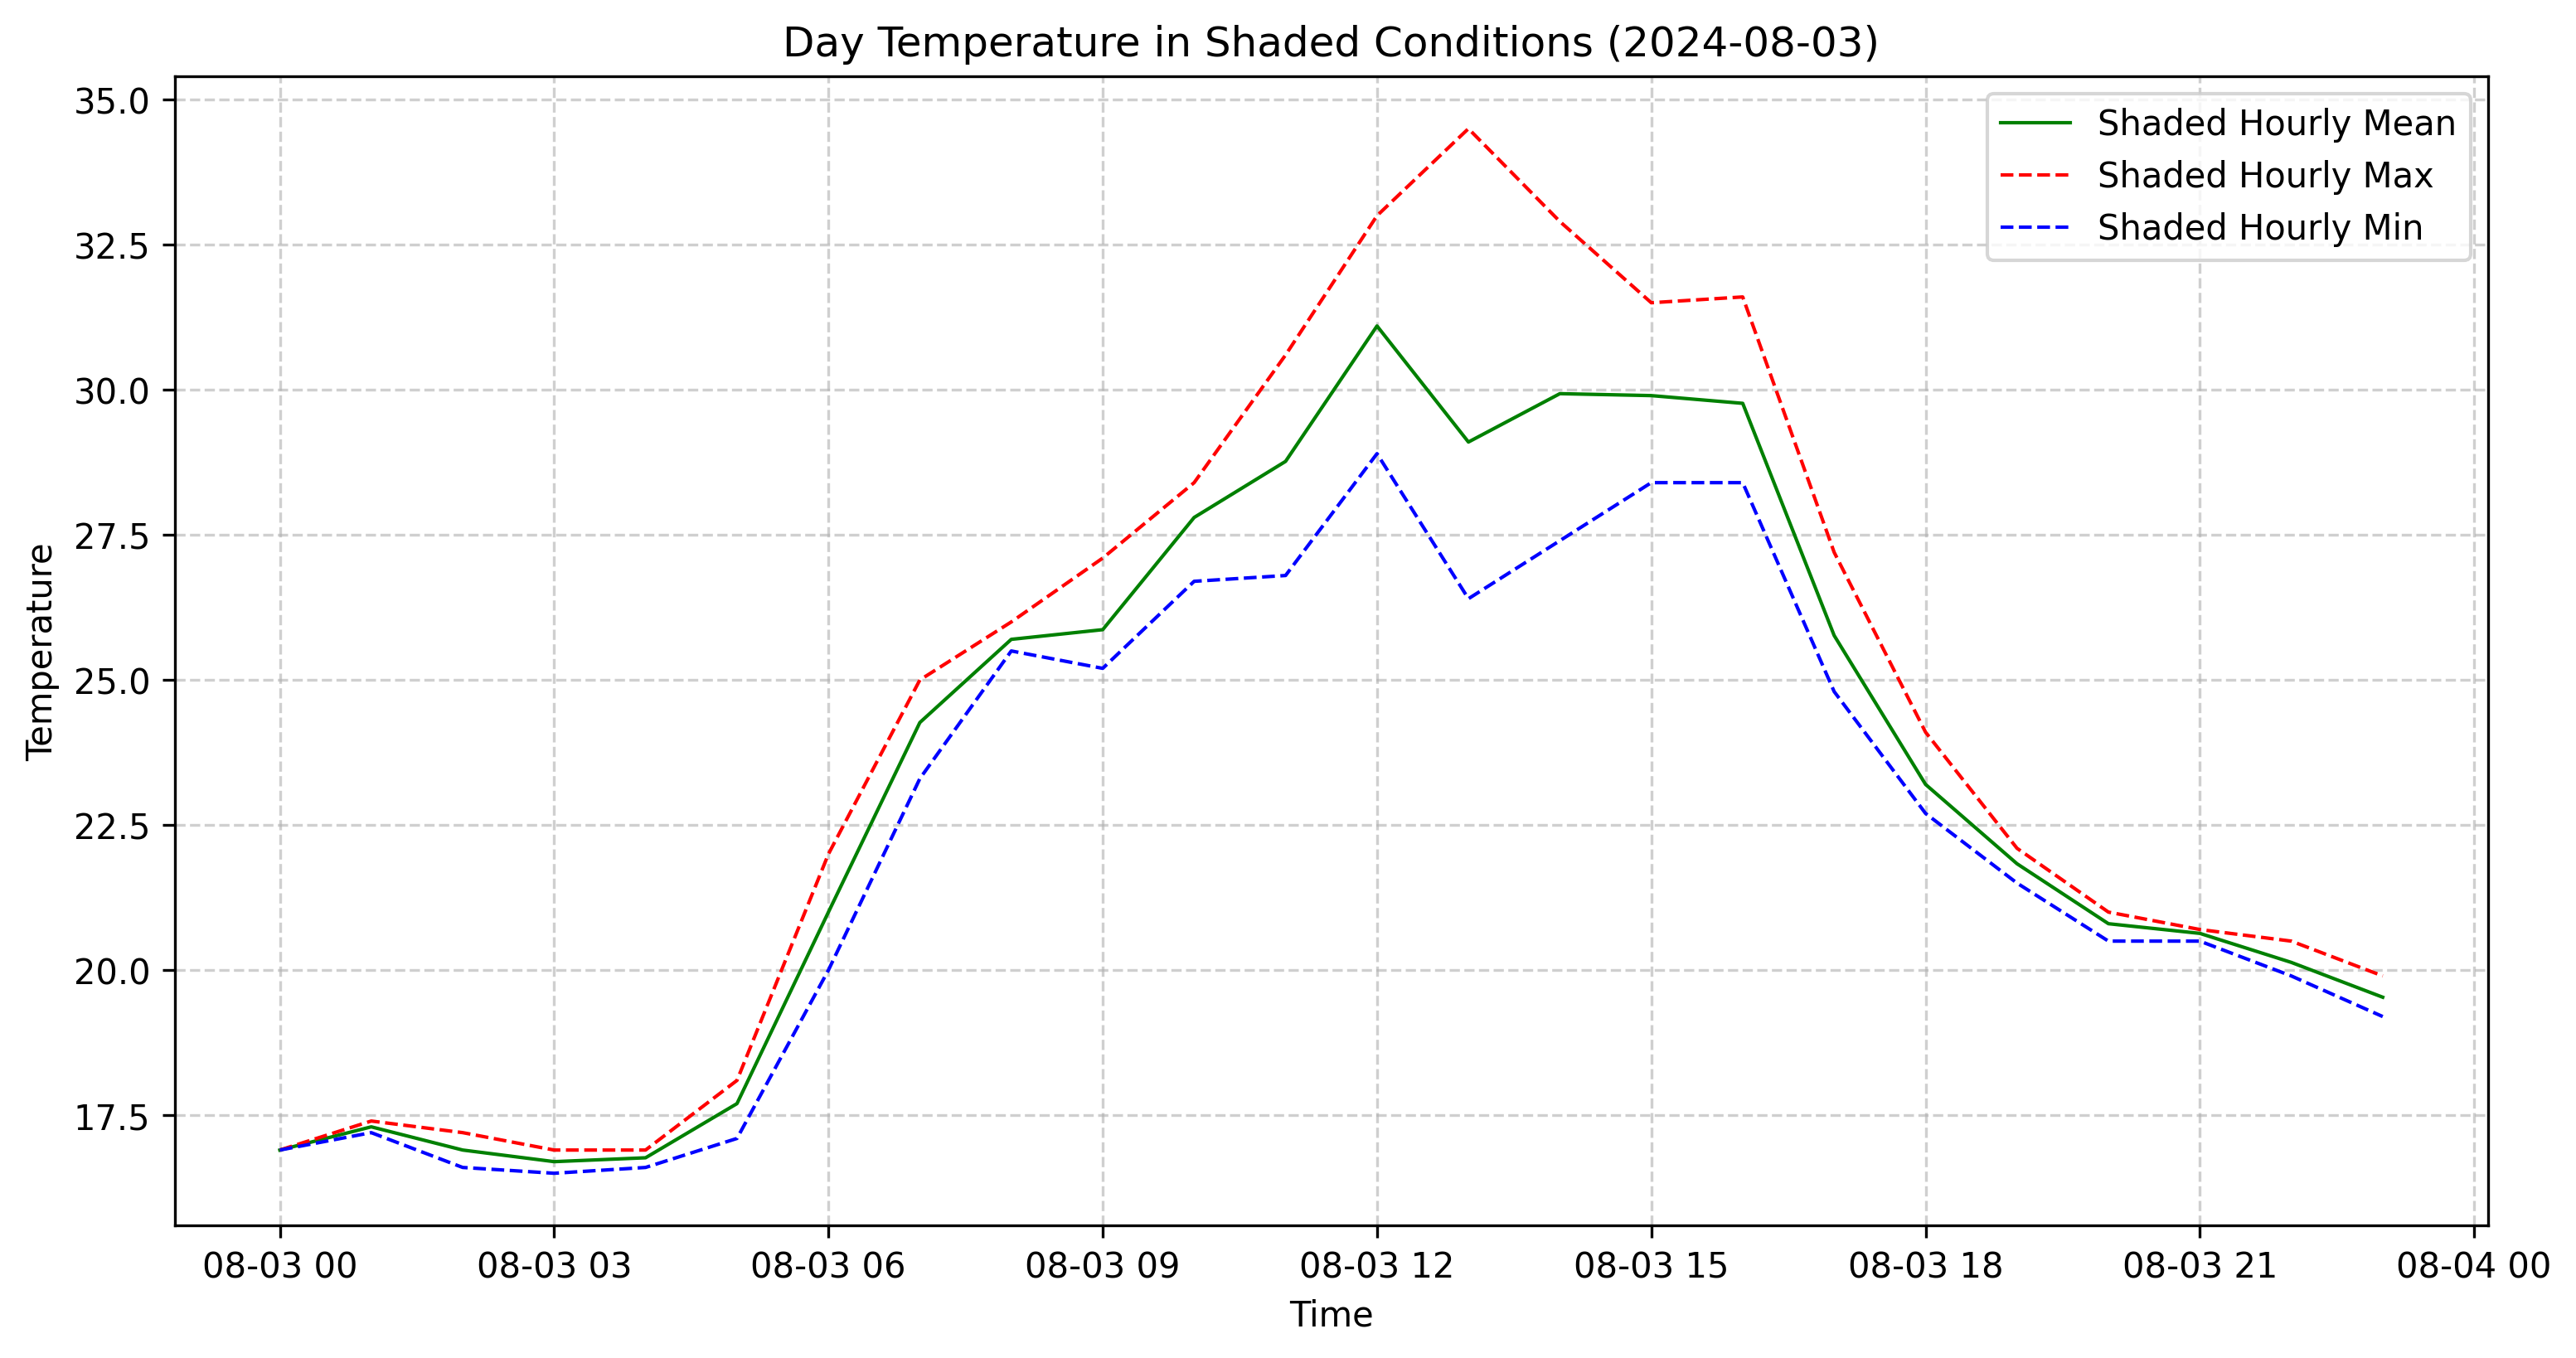 Day Temperature in Shaded Conditions (2024-08-03)
Shaded Hourly Mean
Shaded Hourly Max
Shaded Hourly Min
Temperature
35.0
32.5
30.0
27.5
25.0
22.5
20.0
17.5
08-03 00 08-03 03 08-03 06 08-03 09 08-03 12 08-03 15 08-03 18 08-03 21 08-04 00
Time